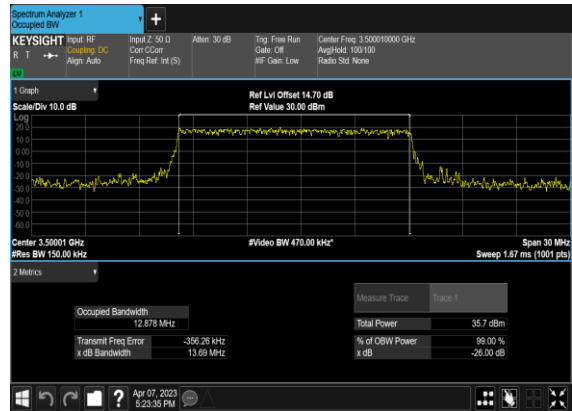 Spectrum Analyzer 1
Occupied BW
+
KEYSIGHT Input: RF Input Z: 50 Ω Atten: 30 dB Trig: Free Run Center Freq: 3.500010000 GHz
R T Coupling: DC Corr CCorr Gate: Off Avg|Hold: 100/100
Align: Auto Freq Ref: Int (S) #IF Gain: Low Radio Std: None
1 Graph
Ref Lvl Offset 14.70 dB
Scale/Div 10.0 dB Ref Value 30.00 dBm
Log
20.0
10.0
0.00
-10.0
-20.0
-30.0
-40.0
-50.0
-60.0
Center 3.50001 GHz #Video BW 470.00 kHz* Span 30 MHz
#Res BW 150.00 kHz Sweep 1.67 ms (1001 pts)
2 Metrics
Measure Trace Trace 1
Occupied Bandwidth
12.878 MHz Total Power 35.7 dBm
Transmit Freq Error -356.26 kHz % of OBW Power 99.00 %
x dB Bandwidth 13.69 MHz x dB -26.00 dB
? Apr 07, 2023
5:23:35 PM